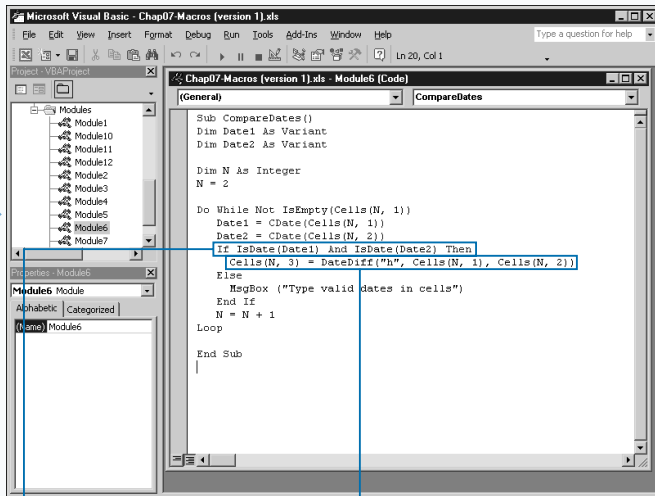 Microsoft Visual Basic - Chap07-Macros (version 1).xls
File Edit View Insert Format Debug Run Tools Add-Ins Window Help
Type a question for help
Ln 20, Col 1
Project - VBAProject
Modules
Module1
Module10
Module11
Module12
Module2
Module3
Module4
Module5
Module6
Module7
Properties - Module6
Module6 Module
Alphabetic Categorized
(Name) Module6
Chap07-Macros (version 1).xls - Module6 (Code)
(General) CompareDates
Sub CompareDates()
Dim Date1 As Variant
Dim Date2 As Variant
Dim N As Integer
N = 2
Do While Not IsEmpty(Cells(N, 1))
Date1 = CDate(Cells(N, 1))
Date2 = CDate(Cells(N, 2))
If IsDate(Date1) And IsDate(Date2) Then
Cells(N, 3) = DateDiff("h", Cells(N, 1), Cells(N, 2))
Else
MsgBox ("Type valid dates in cells")
End If
N = N + 1
Loop
End Sub